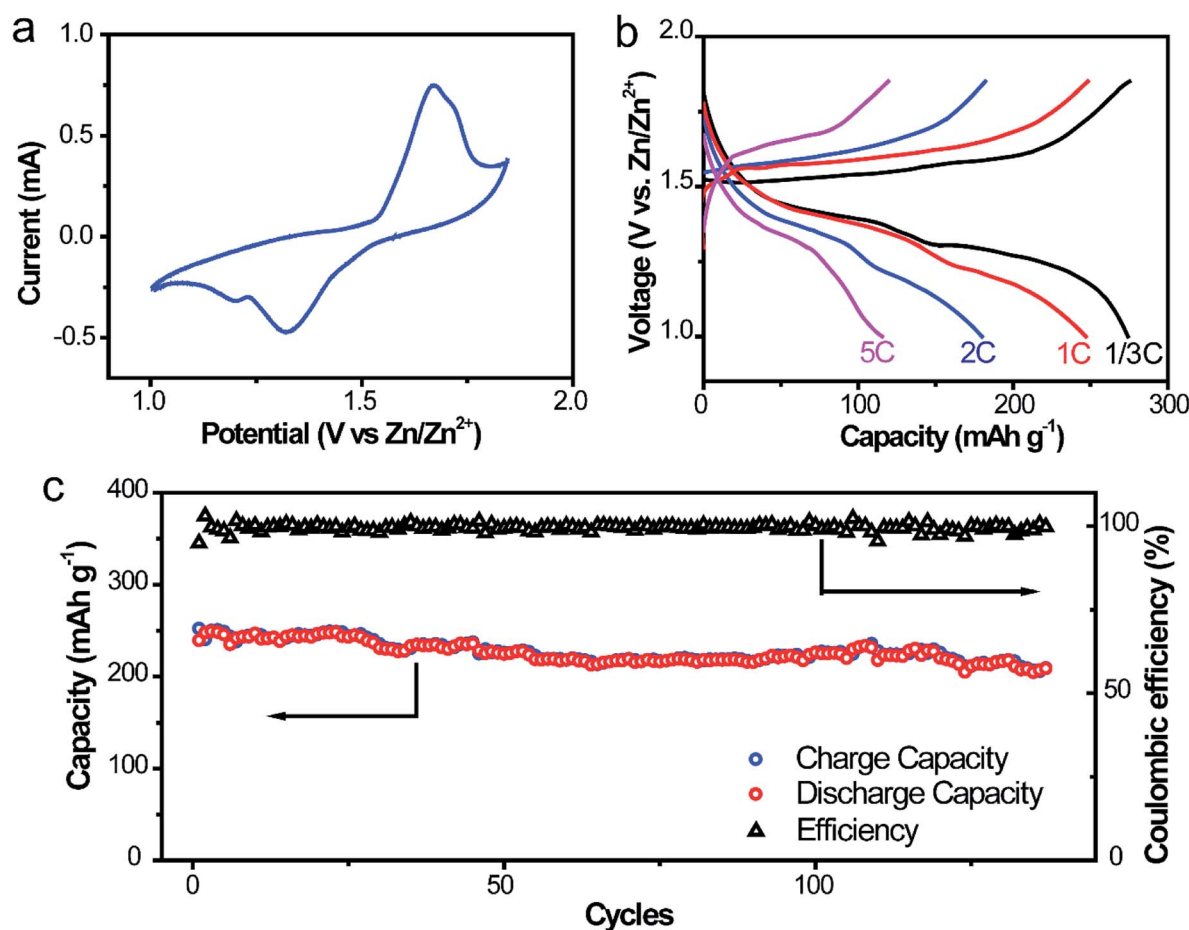 a
1.0
0.5
0.0
-0.5
Current (mA)
1.0 1.5 2.0
Potential (V vs Zn/Zn²⁺)
b
2.0
1.5
1.0
Voltage (V vs. Zn/Zn²⁺)
5C 2C 1C 1/3C
0 100 200 300
Capacity (mAh g⁻¹)
c
400
300
200
100
0
Capacity (mAh g⁻¹)
100
50
0
Coulombic efficiency (%)
Charge Capacity
Discharge Capacity
Efficiency
0 50 100
Cycles